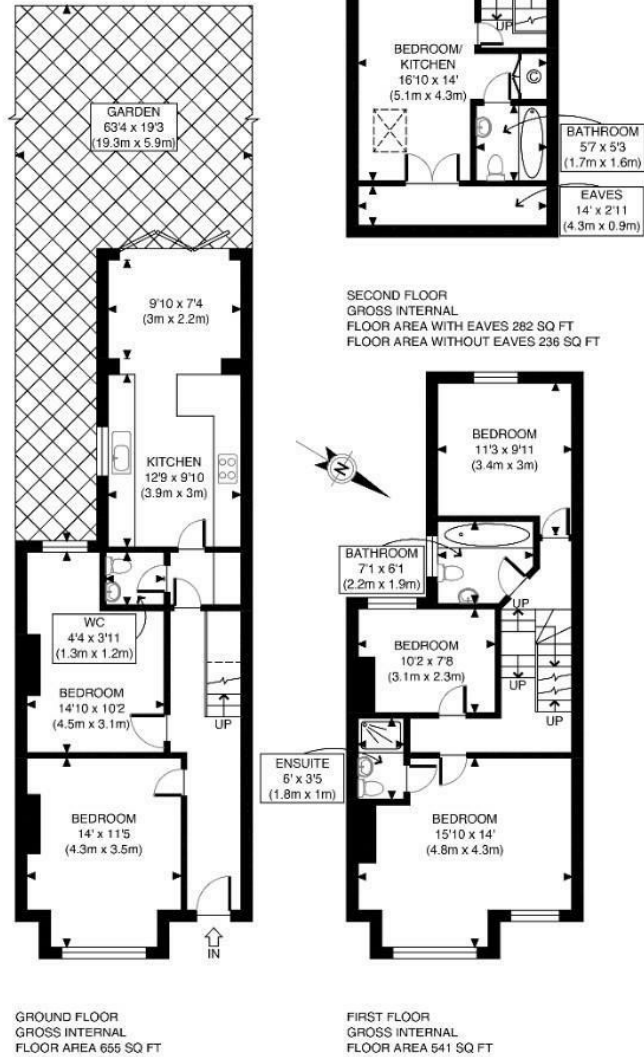 GARDEN
63'4 x 19'3
(19.3m x 5.9m)
9'10 x 7'4
(3m x 2.2m)
KITCHEN
12'9 x 9'10
(3.9m x 3m)
WC
4'4 x 3'11
(1.3m x 1.2m)
BEDROOM
14'10 x 10'2
(4.5m x 3.1m)
UP
BEDROOM
14' x 11'5
(4.3m x 3.5m)
IN
GROUND FLOOR
GROSS INTERNAL
FLOOR AREA 655 SQ FT
UP
BEDROOM/
KITCHEN
16'10 x 14'
(5.1m x 4.3m)
C
BATHROOM
5'7 x 5'3
(1.7m x 1.6m)
EAVES
14' x 2'11
(4.3m x 0.9m)
SECOND FLOOR
GROSS INTERNAL
FLOOR AREA WITH EAVES 282 SQ FT
FLOOR AREA WITHOUT EAVES 236 SQ FT
N
BEDROOM
11'3 x 9'11
(3.4m x 3m)
BATHROOM
7'1 x 6'1
(2.2m x 1.9m)
UP
BEDROOM
10'2 x 7'8
(3.1m x 2.3m)
UP
UP
ENSUITE
6' x 3'5
(1.8m x 1m)
BEDROOM
15'10 x 14'
(4.8m x 4.3m)
FIRST FLOOR
GROSS INTERNAL
FLOOR AREA 541 SQ FT